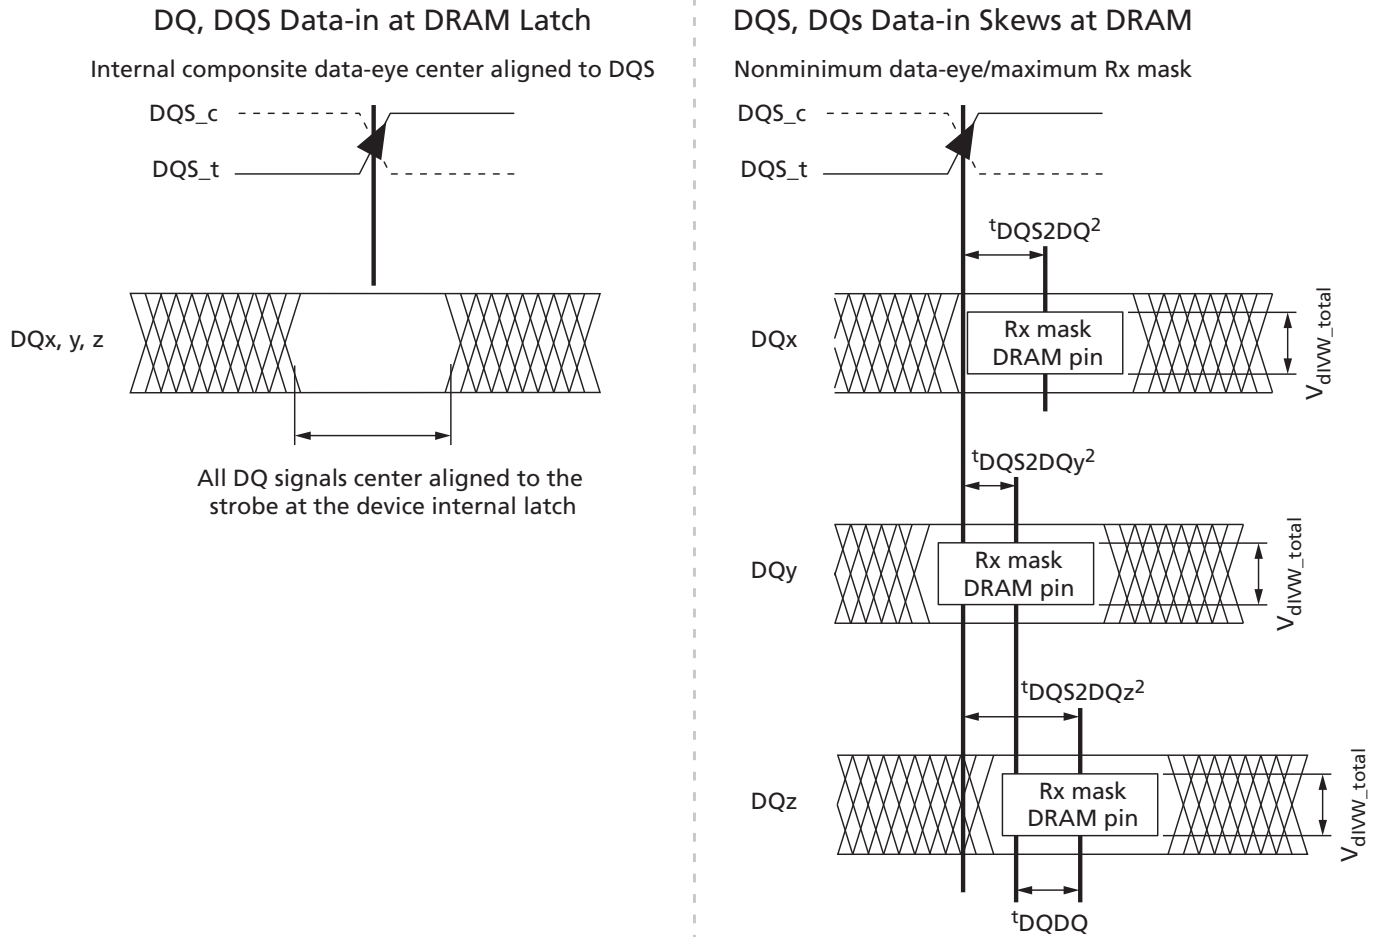 DQ, DQS Data-in at DRAM Latch
Internal componsite data-eye center aligned to DQS
DQS_c
DQS_t
DQx, y, z
All DQ signals center aligned to the
strobe at the device internal latch
DQS, DQs Data-in Skews at DRAM
Nonminimum data-eye/maximum Rx mask
DQS_c
DQS_t
tDQS2DQ2
DQx
Rx mask
DRAM pin
VdIVW_total
tDQS2DQy2
DQy
Rx mask
DRAM pin
VdIVW_total
tDQS2DQz2
DQz
Rx mask
DRAM pin
VdIVW_total
tDQDQ